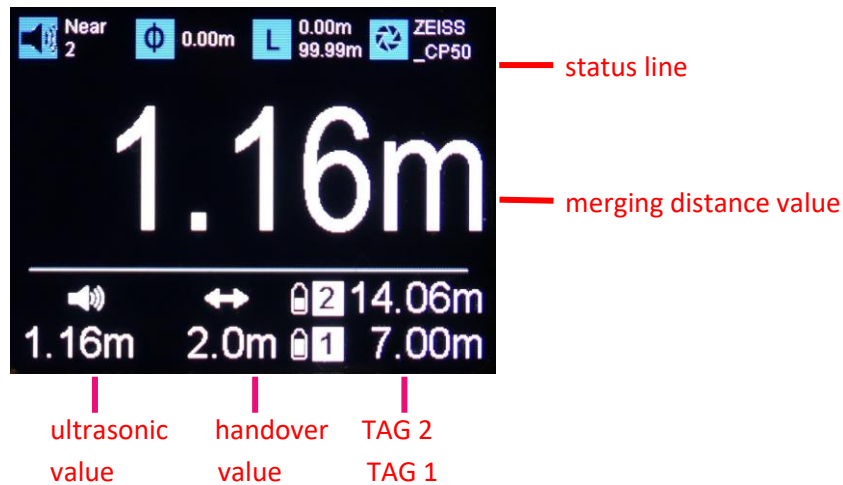 Near
2
Φ 0.00m
L 0.00m
99.99m
ZEISS
_CP50
status line
1.16m
merging distance value
2 14.06m
1.16m 2.0m 1 7.00m
ultrasonic value
handover value
TAG 2
TAG 1